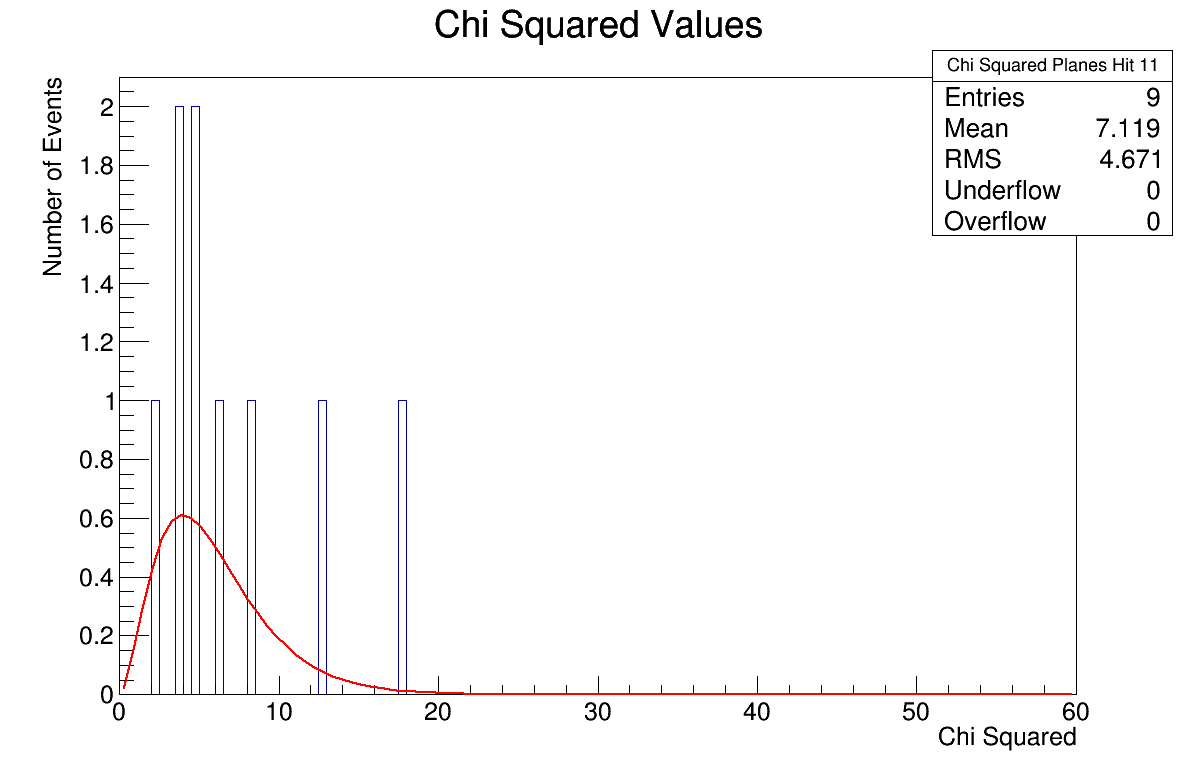 Chi Squared Values
Chi Squared Planes Hit 11
Entries 9
Mean 7.119
RMS 4.671
Underflow 0
Overflow 0
Number of Events
2
1.8
1.6
1.4
1.2
1
0.8
0.6
0.4
0.2
0
0 10 20 30 40 50 60
Chi Squared